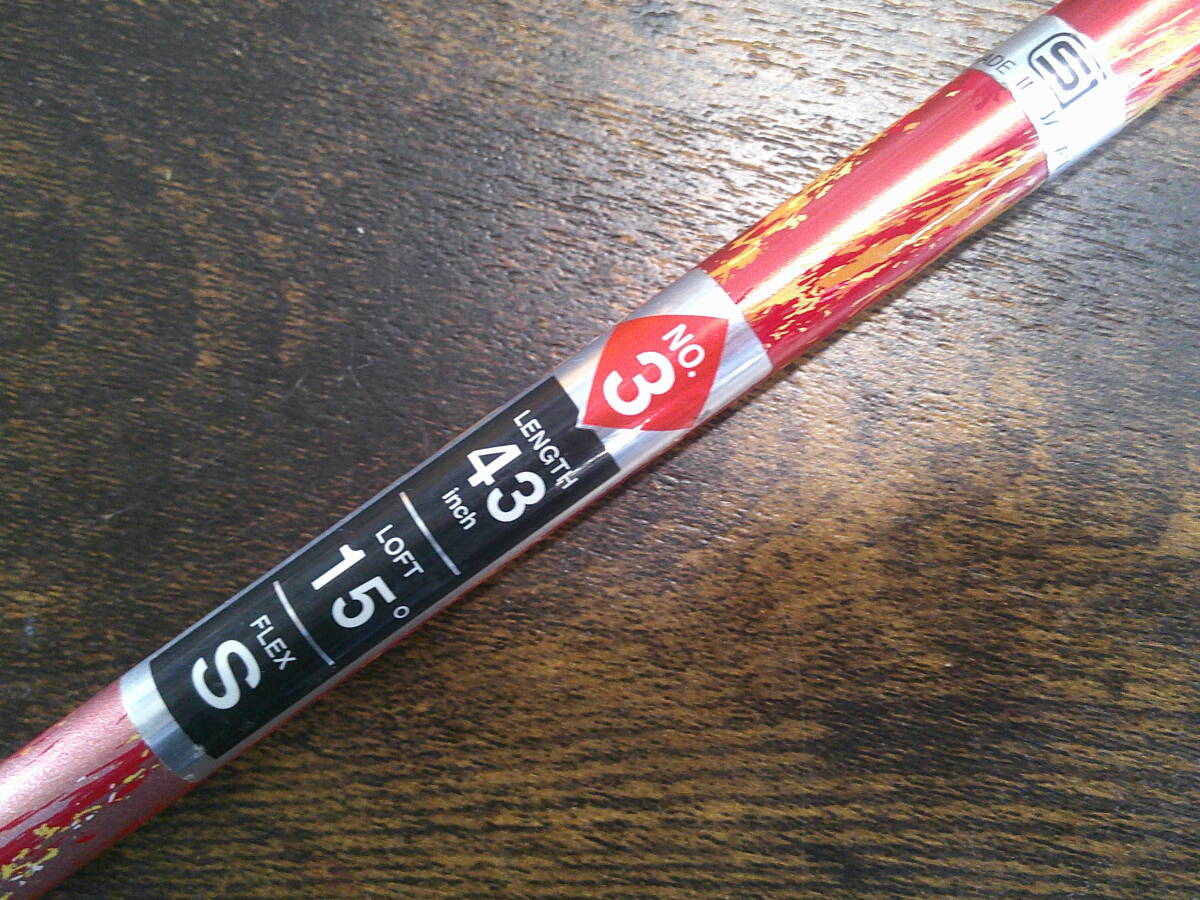 S
NO.
3
LENGTH
43
inch
LOFT
15°
FLEX
S